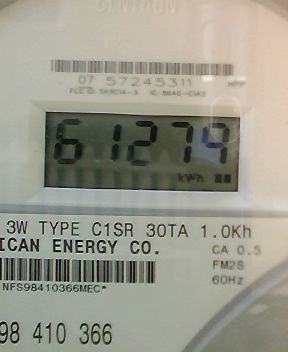 CENTRON
07 57245311
61279
kWh
3W TYPE C1SR 30TA 1.0Kh
ICAN ENERGY CO.
CA 0.5
FM2S
60Hz
NFS98410366MEC*
98 410 366